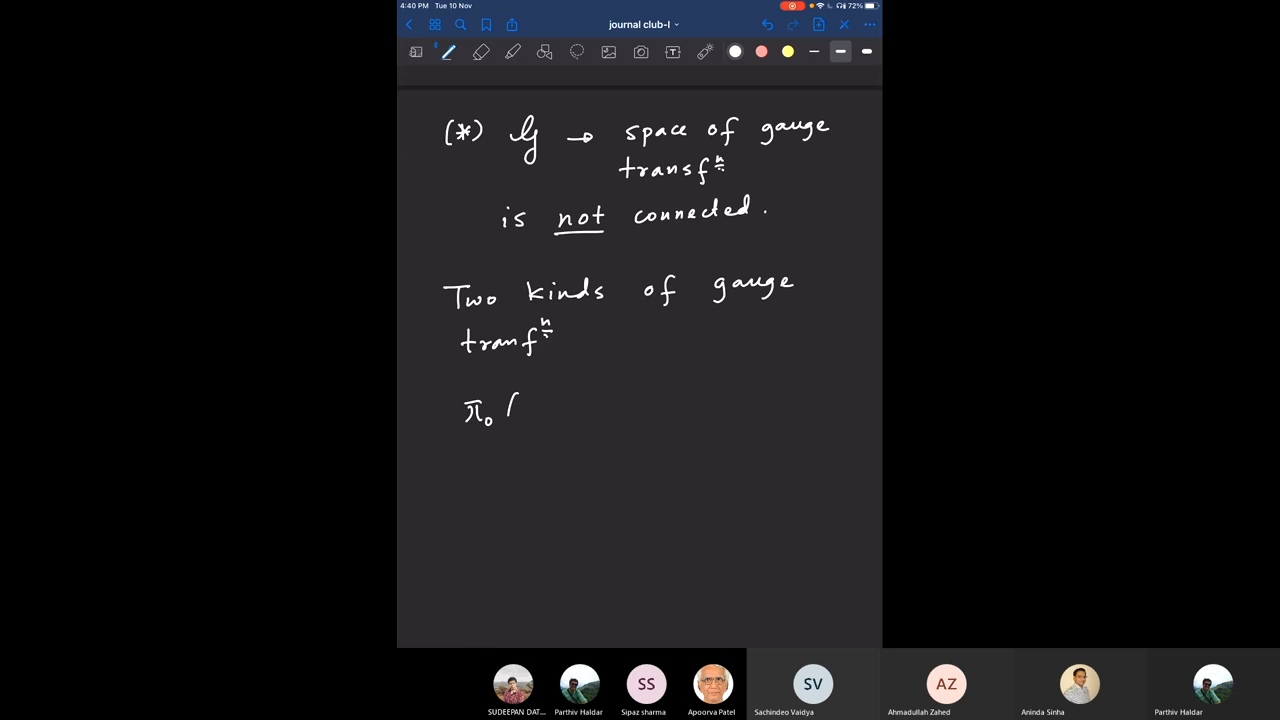 4:40 PM Tue 10 Nov
72%
journal club-I
(*) 𝒢 → space of gauge
transfⁿ
is not connected.
Two kinds of gauge
tranfⁿ
π₀ (
SS
SV
AZ
SUDEEPAN DAT...
Parthiv Haldar
Sipaz sharma
Apoorva Patel
Sachindeo Vaidya
Ahmadullah Zahed
Aninda Sinha
Parthiv Haldar